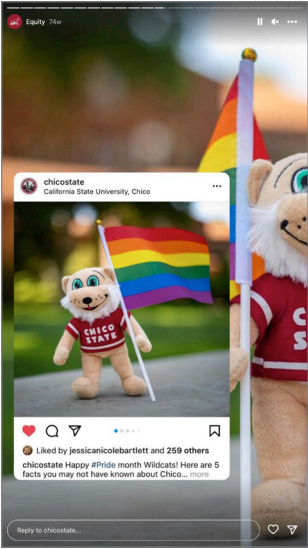 Equity 74w
chicostate
California State University, Chico
CHICO
STATE
Liked by jessicanicolebartlett and 259 others
chicostate Happy #Pride month Wildcats! Here are 5
facts you may not have known about Chico... more
Reply to chicostate...